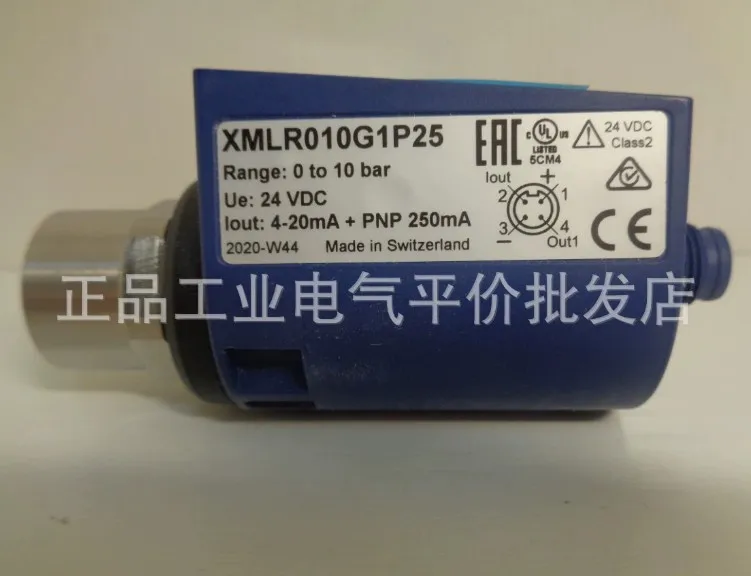 XMLR010G1P25
Range: 0 to 10 bar
Ue: 24 VDC
Iout: 4-20mA + PNP 250mA
2020-W44 Made in Switzerland
EAC
c UL us
LISTED
5CM4
24 VDC
Class2
Iout +
2 1
3 4
- Out1
CE
正品工业电气平价批发店